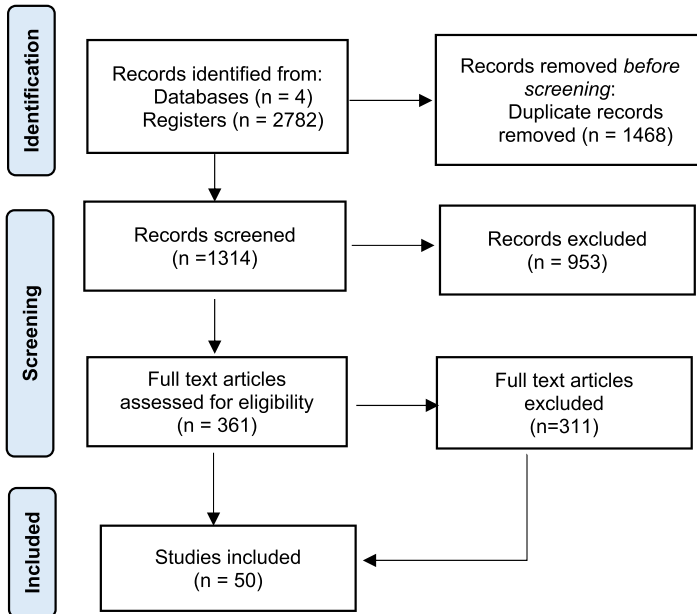 Identification
Records identified from:
Databases (n = 4)
Registers (n = 2782)
Records removed before
screening:
Duplicate records
removed (n = 1468)
Screening
Records screened
(n =1314)
Records excluded
(n = 953)
Full text articles
assessed for eligibility
(n = 361)
Full text articles
excluded
(n=311)
Included
Studies included
(n = 50)